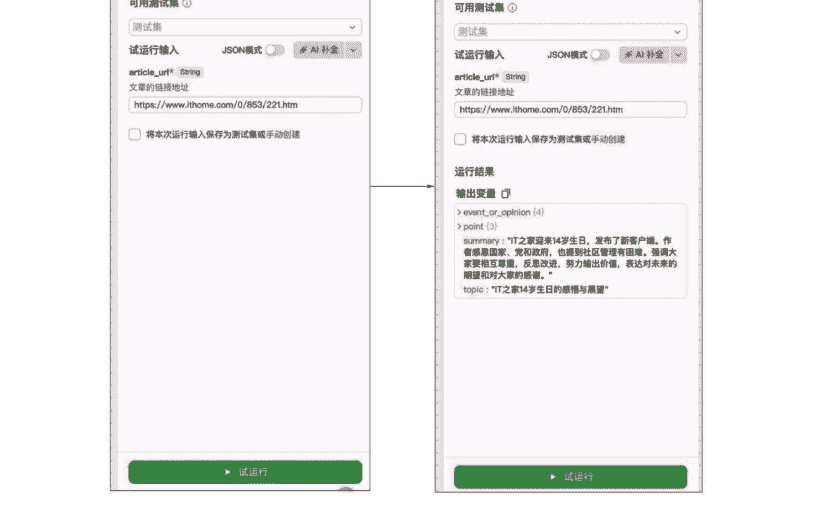 可用测试集
测试集
试运行输入 JSON模式 AI 补全
article_url* String
文章的链接地址
https://www.ithome.com/0/853/221.htm
将本次运行输入保存为测试集或手动创建
试运行
可用测试集
测试集
试运行输入 JSON模式 AI 补全
article_url* String
文章的链接地址
https://www.ithome.com/0/853/221.htm
将本次运行输入保存为测试集或手动创建
运行结果
输出变量
event_or_opinion {4}
point {3}
summary : "IT之家迎来14岁生日，发布了新客户端。作
者感恩国家、党和政府，也提到社区管理有困难。强调大
家要相互尊重，反思改进，努力输出价值，表达对未来的
期望和对大家的感谢。"
topic : "IT之家14岁生日的感悟与展望"
试运行